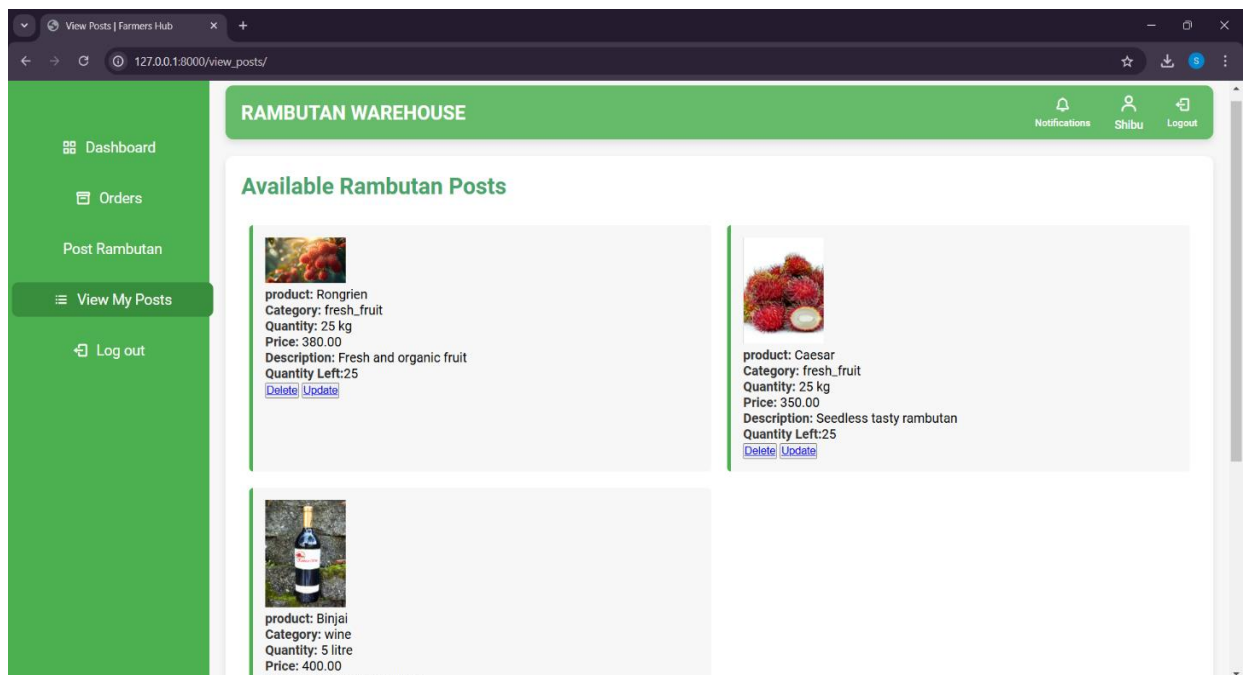 View Posts | Farmers Hub
127.0.0.1:8000/view_posts/
S
RAMBUTAN WAREHOUSE
Notifications
Shibu
Logout
Dashboard
Orders
Post Rambutan
View My Posts
Log out
Available Rambutan Posts
product: Rongrien
Category: fresh_fruit
Quantity: 25 kg
Price: 380.00
Description: Fresh and organic fruit
Quantity Left:25
Delete Update
product: Caesar
Category: fresh_fruit
Quantity: 25 kg
Price: 350.00
Description: Seedless tasty rambutan
Quantity Left:25
Delete Update
product: Binjai
Category: wine
Quantity: 5 litre
Price: 400.00